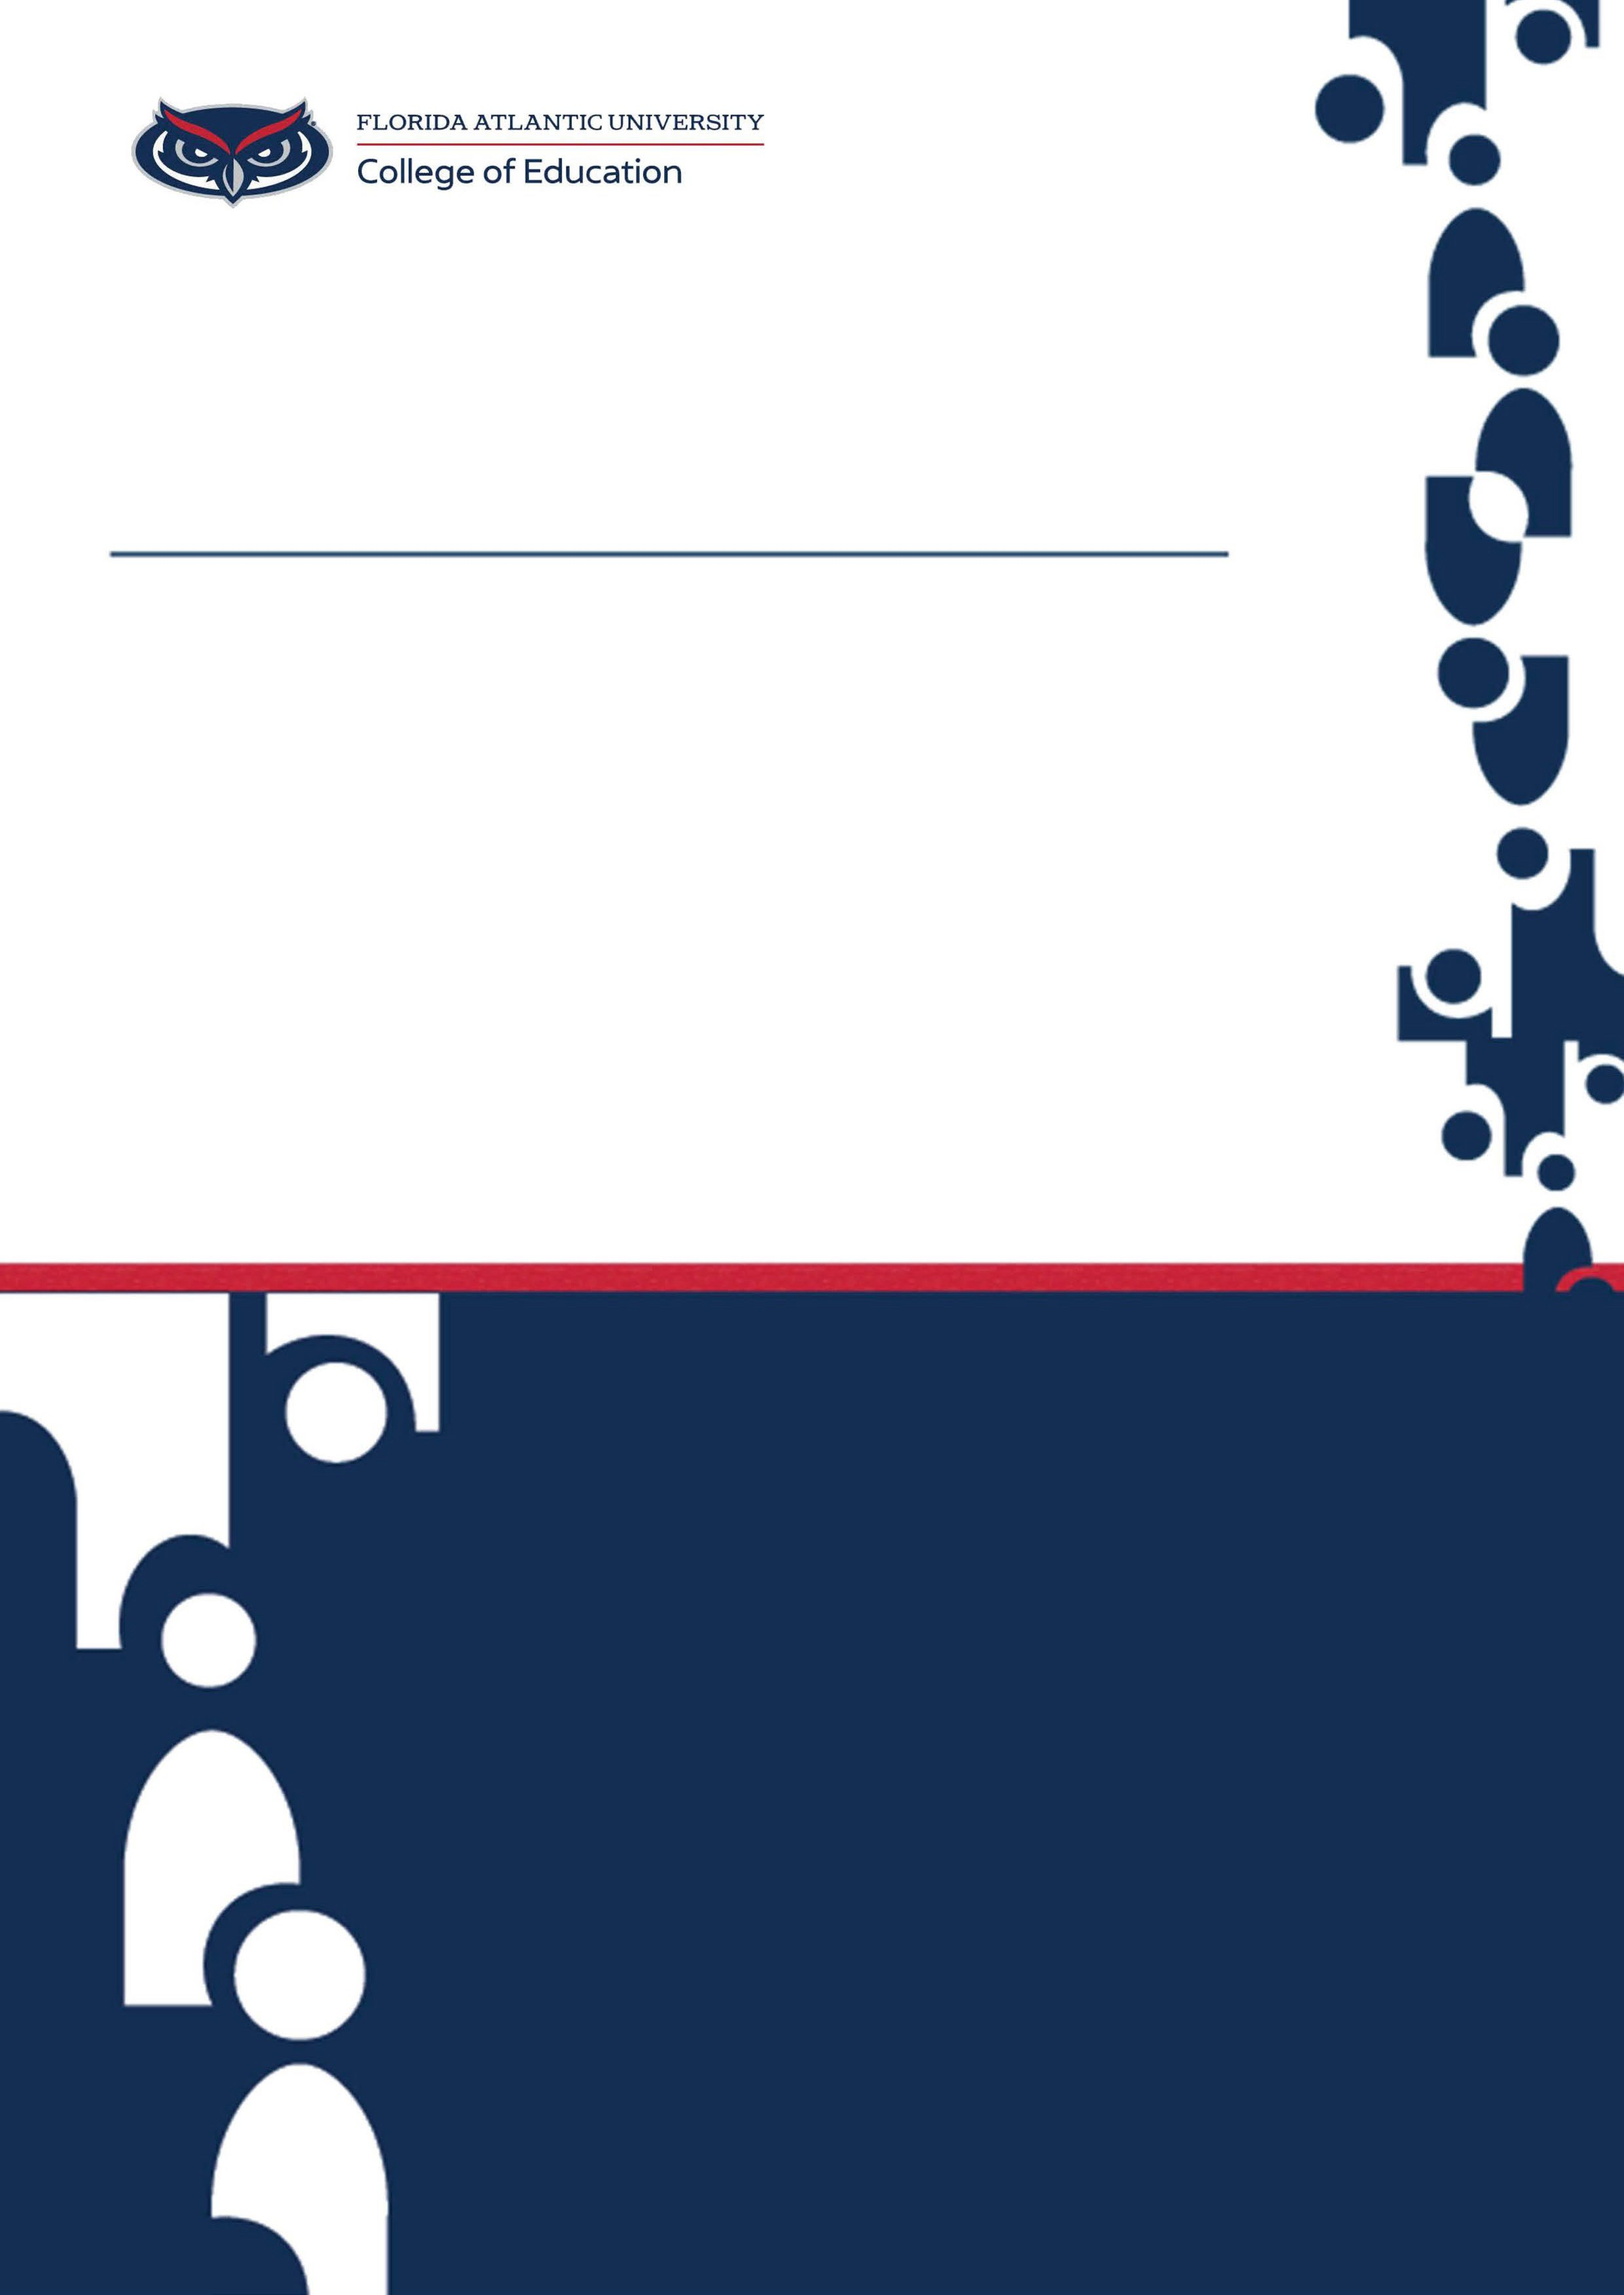 FLORIDA ATLANTIC UNIVERSITY
College of Education